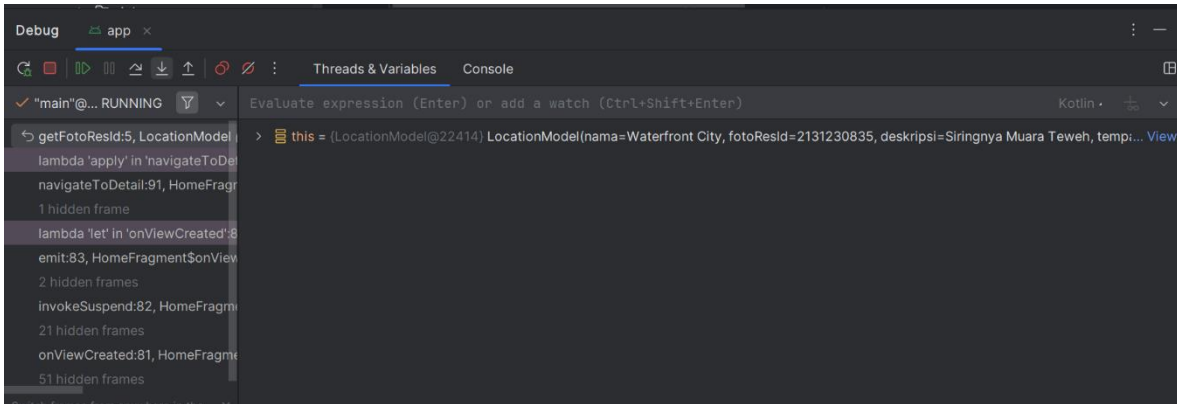 Debug app
Threads & Variables Console
"main"@... RUNNING
Evaluate expression (Enter) or add a watch (Ctrl+Shift+Enter) Kotlin
getFotoResId:5, LocationModel
this = {LocationModel@22414} LocationModel(nama=Waterfront City, fotoResId=2131230835, deskripsi=Siringnya Muara Teweh, tempa... View
lambda 'apply' in 'navigateToDet
navigateToDetail:91, HomeFragr
1 hidden frame
lambda 'let' in 'onViewCreated':8
emit:83, HomeFragment$onView
2 hidden frames
invokeSuspend:82, HomeFragme
21 hidden frames
onViewCreated:81, HomeFragme
51 hidden frames